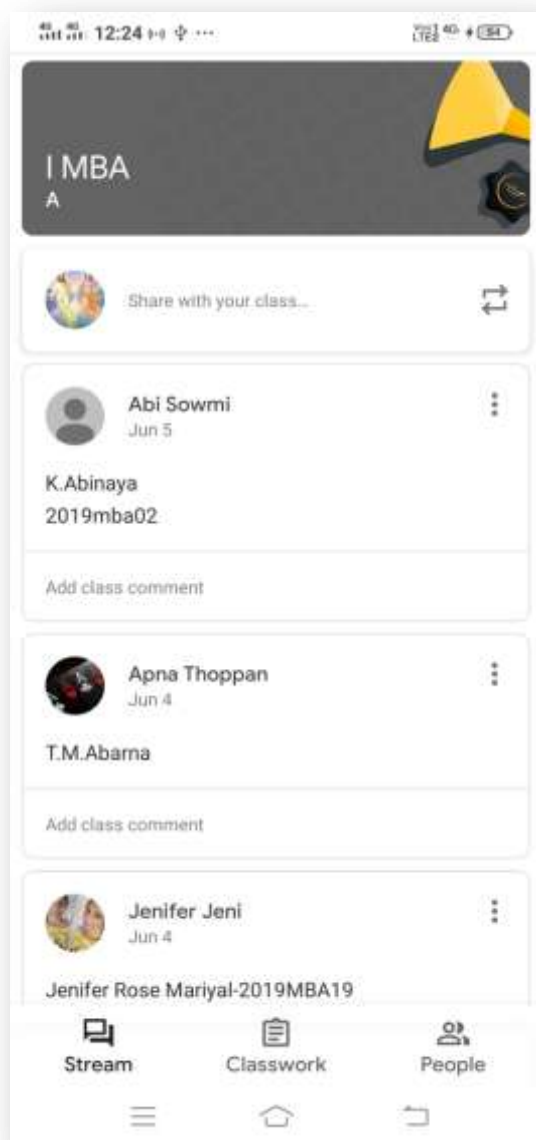 12:24
54
I MBA
A
Share with your class...
Abi Sowmi
Jun 5
K.Abinaya
2019mba02
Add class comment
Apna Thoppan
Jun 4
T.M.Abarna
Add class comment
Jenifer Jeni
Jun 4
Jenifer Rose Mariyal-2019MBA19
Stream
Classwork
People